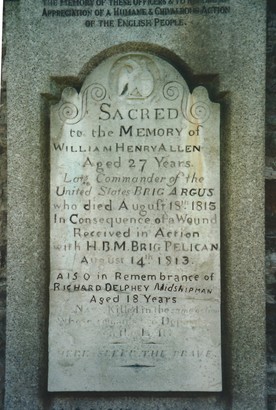 THE MEMORY OF THESE OFFICERS & TO
APPRECIATION OF A HUMANE & CHIVALROUS ACTION
OF THE ENGLISH PEOPLE.
SACRED
to the MEMORY of
WILLIAM HENRY ALLEN
Aged 27 Years.
Late Commander of the
United States BRIG ARGUS
who died August 18th 1813
In Consequence of a Wound
Received in Action
with H.B.M. BRIG PELICAN
AUGUST 14TH 1813.
ALSO in Remembrance of
RICHARD DELPHEY Midshipman
Aged 18 Years
Killed in the same
HERE SLEEP THE BRAVE